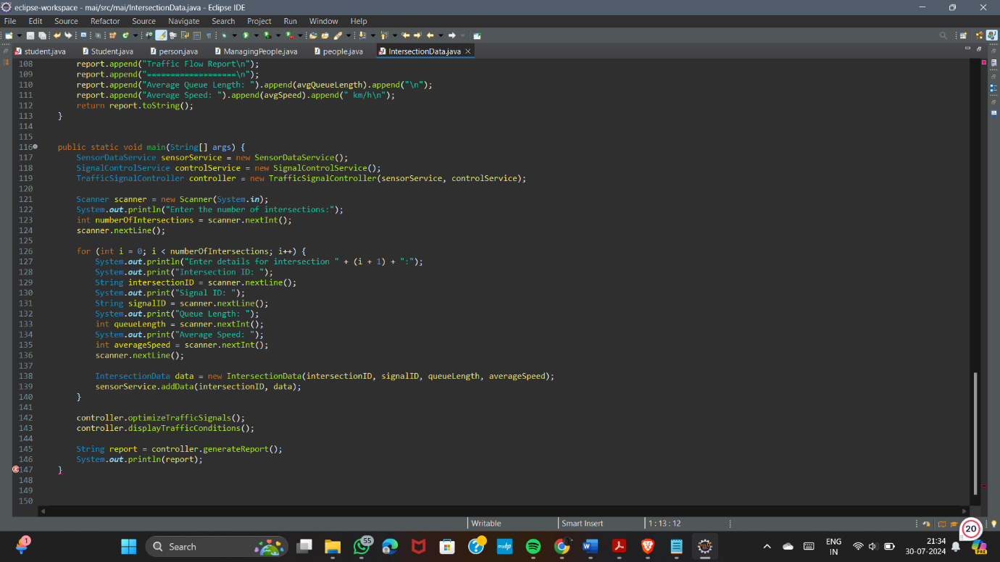 eclipse-workspace - mai/src/mai/IntersectionData.java - Eclipse IDE
File Edit Source Refactor Source Navigate Search Project Run Window Help
student.java Student.java person.java ManagingPeople.java people.java IntersectionData.java
108 report.append("Traffic Flow Report\n");
109 report.append("===================\n");
110 report.append("Average Queue Length: ").append(avgQueueLength).append("\n");
111 report.append("Average Speed: ").append(avgSpeed).append(" km/h\n");
112 return report.toString();
113 }
114
115
116 public static void main(String[] args) {
117 SensorDataService sensorService = new SensorDataService();
118 SignalControlService controlService = new SignalControlService();
119 TrafficSignalController controller = new TrafficSignalController(sensorService, controlService);
120
121 Scanner scanner = new Scanner(System.in);
122 System.out.println("Enter the number of intersections:");
123 int numberOfIntersections = scanner.nextInt();
124 scanner.nextLine();
125
126 for (int i = 0; i < numberOfIntersections; i++) {
127 System.out.println("Enter details for intersection " + (i + 1) + ":");
128 System.out.print("Intersection ID: ");
129 String intersectionID = scanner.nextLine();
130 System.out.print("Signal ID: ");
131 String signalID = scanner.nextLine();
132 System.out.print("Queue Length: ");
133 int queueLength = scanner.nextInt();
134 System.out.print("Average Speed: ");
135 int averageSpeed = scanner.nextInt();
136 scanner.nextLine();
137
138 IntersectionData data = new IntersectionData(intersectionID, signalID, queueLength, averageSpeed);
139 sensorService.addData(intersectionID, data);
140 }
141
142 controller.optimizeTrafficSignals();
143 controller.displayTrafficConditions();
144
145 String report = controller.generateReport();
146 System.out.println(report);
147 }
148
149
150
Writable Smart Insert 1 : 13 : 12
20
1 Search 55 myhp W ENG 21:34
IN 30-07-2024 PRE